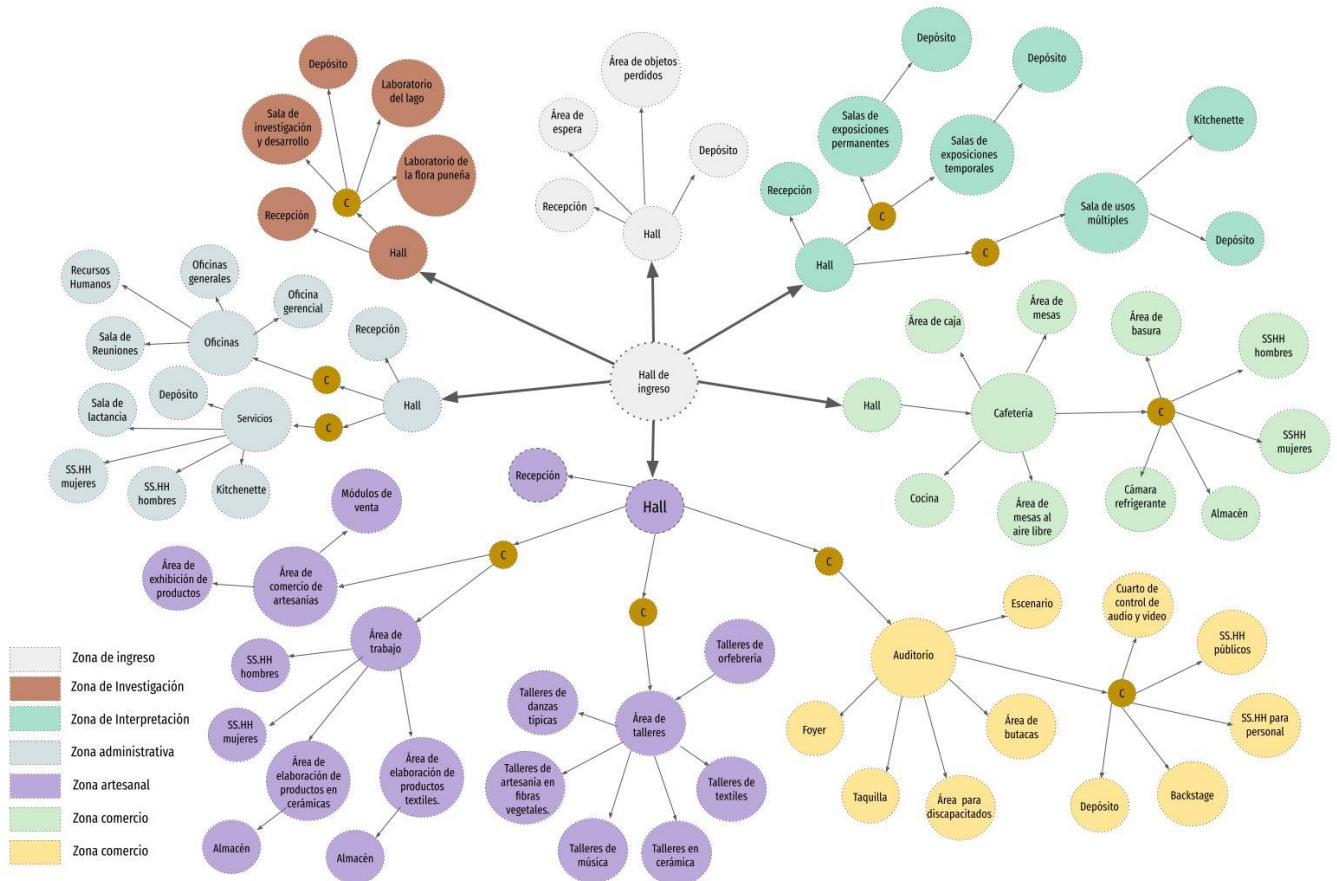 Depósito
Laboratorio
del lago
Sala de
investigación
y desarrollo
Laboratorio de
la flora puneña
C
Recepción
Hall
Área de objetos
perdidos
Área de
espera
Depósito
Recepción
Hall
Depósito
Depósito
Salas de
exposiciones
permanentes
Salas de
exposiciones
temporales
Kitchenette
Recepción
C
Sala de usos
múltiples
C
Depósito
Hall
Recursos
Humanos
Oficinas
generales
Oficina
gerencial
Sala de
Reuniones
Oficinas
Recepción
C
Hall
Depósito
Sala de
lactancia
Servicios
C
SS.HH
mujeres
SS.HH
hombres
Kitchenette
Hall de
ingreso
Área de caja
Área de
mesas
Área de
basura
SSHH
hombres
Hall
Cafetería
C
SSHH
mujeres
Cocina
Área de
mesas al
aire libre
Cámara
refrigerante
Almacén
Recepción
Hall
Módulos de
venta
C
Área de
exhibición de
productos
Área de
comercio de
artesanías
Área de
trabajo
SS.HH
hombres
SS.HH
mujeres
Área de
elaboración de
productos en
cerámicas
Área de
elaboración de
productos
textiles.
Almacén
Almacén
C
Talleres de
orfebrería
Talleres de
danzas
típicas
Área de
talleres
Talleres de
artesanía en
fibras
vegetales.
Talleres de
textiles
Talleres de
música
Talleres en
cerámica
C
Escenario
Cuarto de
control de
audio y video
SS.HH
públicos
Auditorio
C
SS.HH para
personal
Foyer
Área de
butacas
Taquilla
Área para
discapacitados
Depósito
Backstage
Zona de ingreso
Zona de Investigación
Zona de Interpretación
Zona administrativa
Zona artesanal
Zona comercio
Zona comercio